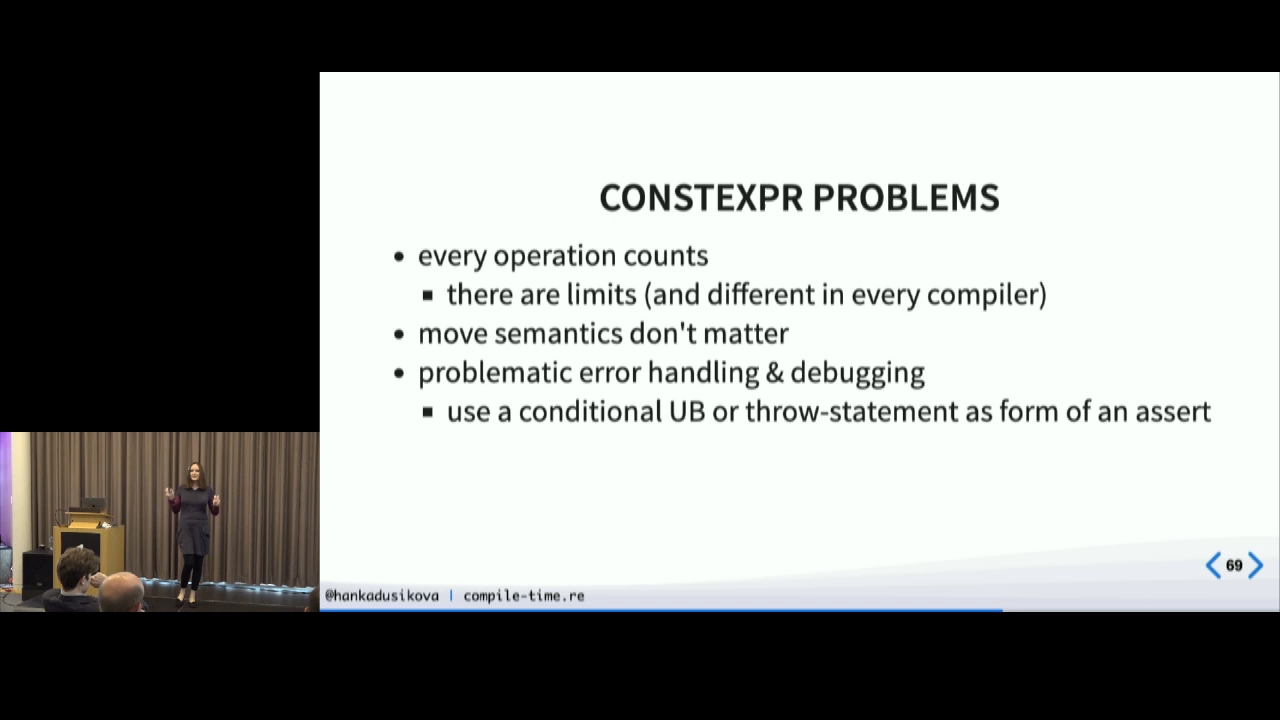 CONSTEXPR PROBLEMS
• every operation counts
▪ there are limits (and different in every compiler)
• move semantics don't matter
• problematic error handling & debugging
▪ use a conditional UB or throw-statement as form of an assert
69
@hankadusikova | compile-time.re